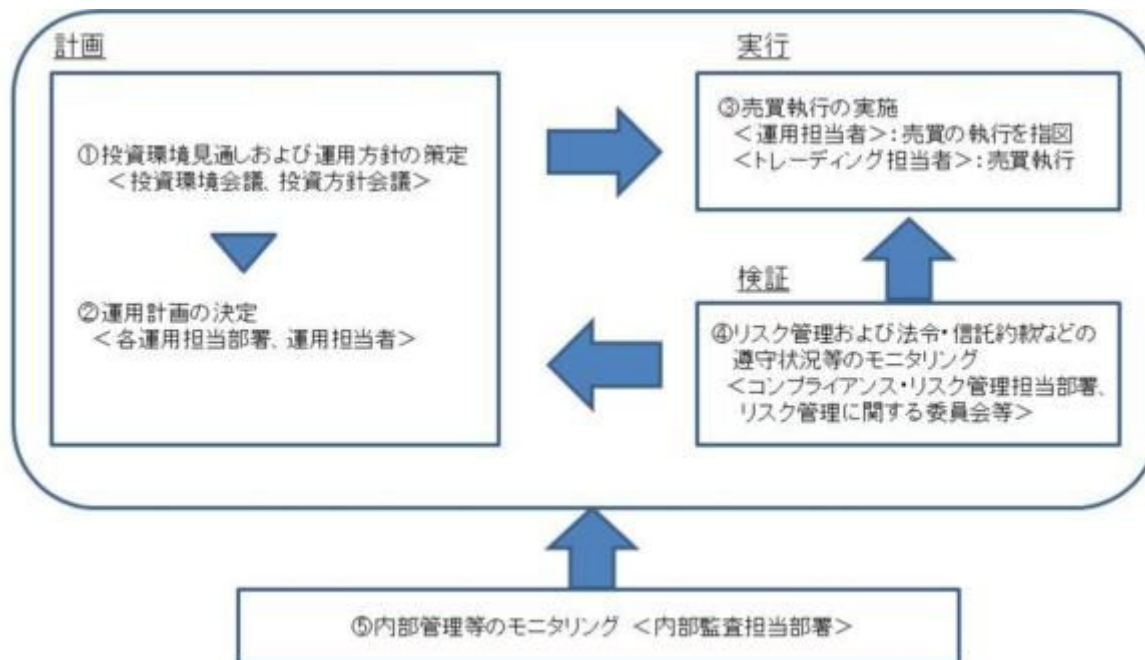 計画
①投資環境見通しおよび運用方針の策定
＜投資環境会議、投資方針会議＞
②運用計画の決定
＜各運用担当部署、運用担当者＞
実行
③売買執行の実施
＜運用担当者＞：売買の執行を指図
＜トレーディング担当者＞：売買執行
検証
④リスク管理および法令・信託約款などの
遵守状況等のモニタリング
＜コンプライアンス・リスク管理担当部署、
リスク管理に関する委員会等＞
⑤内部管理等のモニタリング ＜内部監査担当部署＞